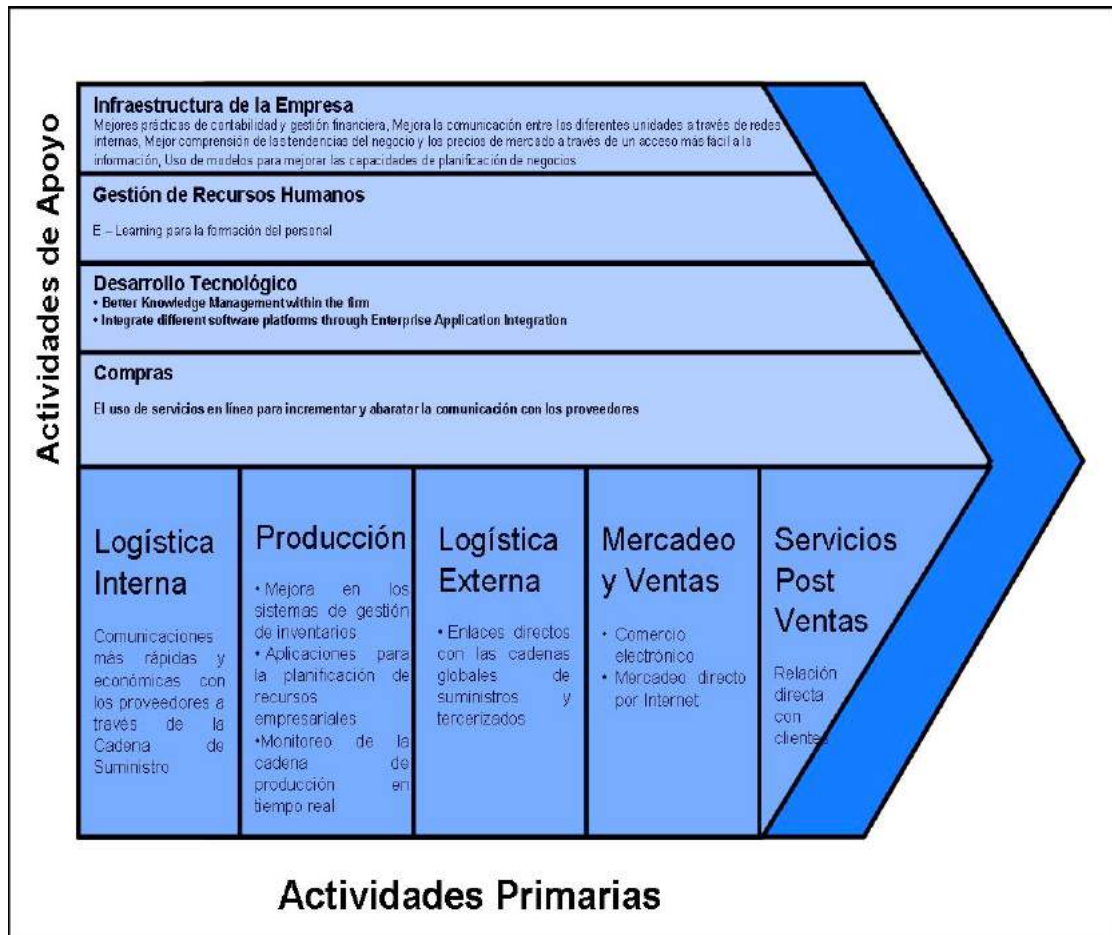 Actividades de Apoyo
Infraestructura de la Empresa
Mejores prácticas de contabilidad y gestión financiera, Mejora la comunicación entre las diferentes unidades a través de redes
internas, Mejor comprensión de las tendencias del negocio y los precios de mercado a través de un acceso más fácil a la
información, Uso de modelos para mejorar las capacidades de planificación de negocios
Gestión de Recursos Humanos
E – Learning para la formación del personal
Desarrollo Tecnológico
• Better Knowledge Management within the firm
• Integrate different software platforms through Enterprise Application Integration
Compras
El uso de servicios en línea para incrementar y abaratar la comunicación con los proveedores
Logística
Interna
Comunicaciones
más rápidas y
económicas con
los proveedores a
través de la
Cadena de
Suministro
Producción
• Mejora en los
sistemas de gestión
de inventarios
• Aplicaciones para
la planificación de
recursos
empresariales
•Monitoreo de la
cadena de
producción en
tiempo real
Logística
Externa
• Enlaces directos
con las cadenas
globales de
suministros y
tercerizados
Mercadeo
y Ventas
• Comercio
electrónico
• Mercadeo directo
por Internet
Servicios
Post
Ventas
Relación
directa
con
clientes
Actividades Primarias